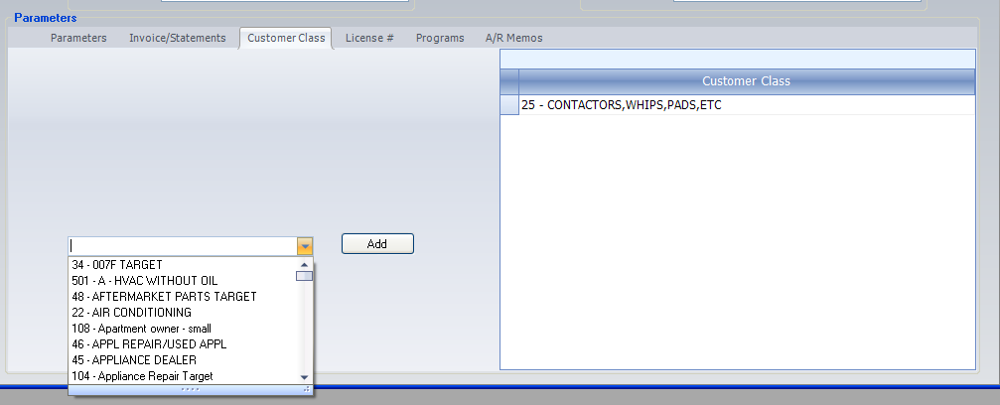 Parameters
Parameters Invoice/Statements Customer Class License # Programs A/R Memos
Customer Class
25 - CONTACTORS,WHIPS,PADS,ETC
Add
34 - 007F TARGET
501 - A - HVAC WITHOUT OIL
48 - AFTERMARKET PARTS TARGET
22 - AIR CONDITIONING
108 - Apartment owner - small
46 - APPL REPAIR/USED APPL
45 - APPLIANCE DEALER
104 - Appliance Repair Target